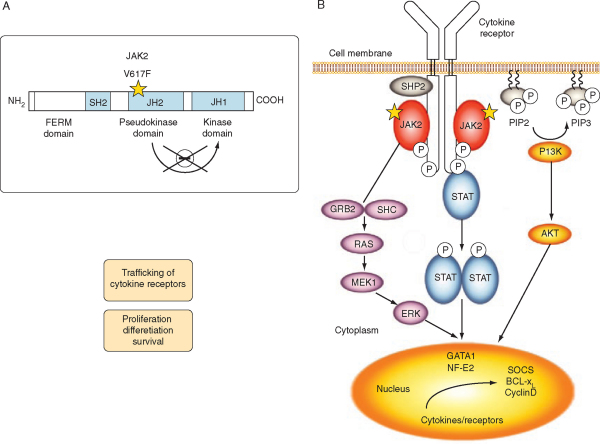 A
JAK2
V617F
NH2
SH2
JH2
JH1
COOH
FERM
domain
Pseudokinase
domain
Kinase
domain
Trafficking of
cytokine receptors
Proliferation
differetiation
survival
B
Cytokine
receptor
Cell membrane
SHP2
JAK2
JAK2
P
P
P
P
P
P
PIP2
P
P
P
PIP3
P13K
STAT
GRB2
SHC
RAS
MEK1
ERK
P
P
STAT
STAT
AKT
Cytoplasm
GATA1
NF-E2
Nucleus
SOCS
BCL-xL
CyclinD
Cytokines/receptors